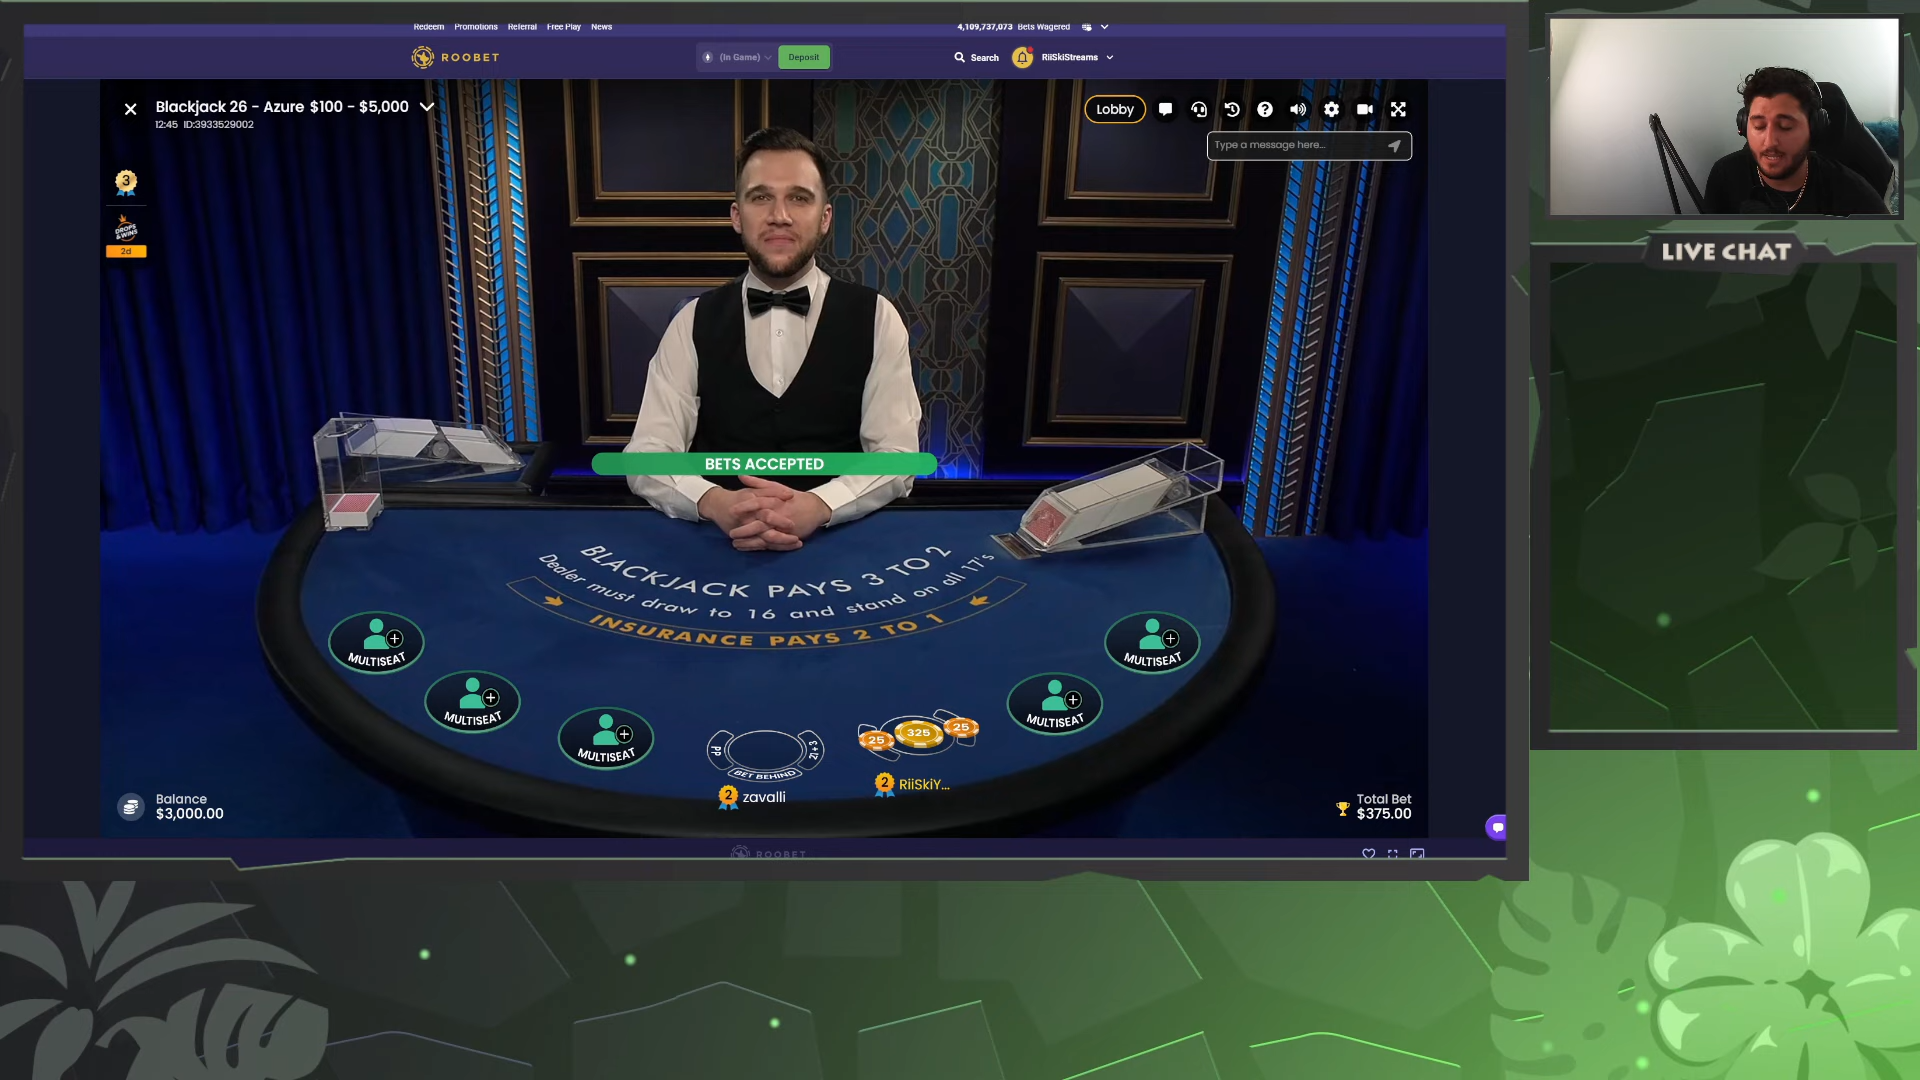 Redeem Promotions Referral Free Play News
4,109,737,073 Bets Wagered
ROOBET
(In Game)
Deposit
Search
RiiSkiStreams
Blackjack 26 - Azure $100 - $5,000
12:45 ID:3933529002
Lobby
Type a message here...
3
DROPS
&WINS
2d
LIVE CHAT
BETS ACCEPTED
BLACKJACK PAYS 3 TO 2
Dealer must draw to 16 and stand on all 17's
INSURANCE PAYS 2 TO 1
MULTISEAT
MULTISEAT
MULTISEAT
MULTISEAT
MULTISEAT
PP
21+3
BET BEHIND
25 325 25
2 zavalli
2 RiiSkiY...
Balance
$3,000.00
Total Bet
$375.00
ROOBET